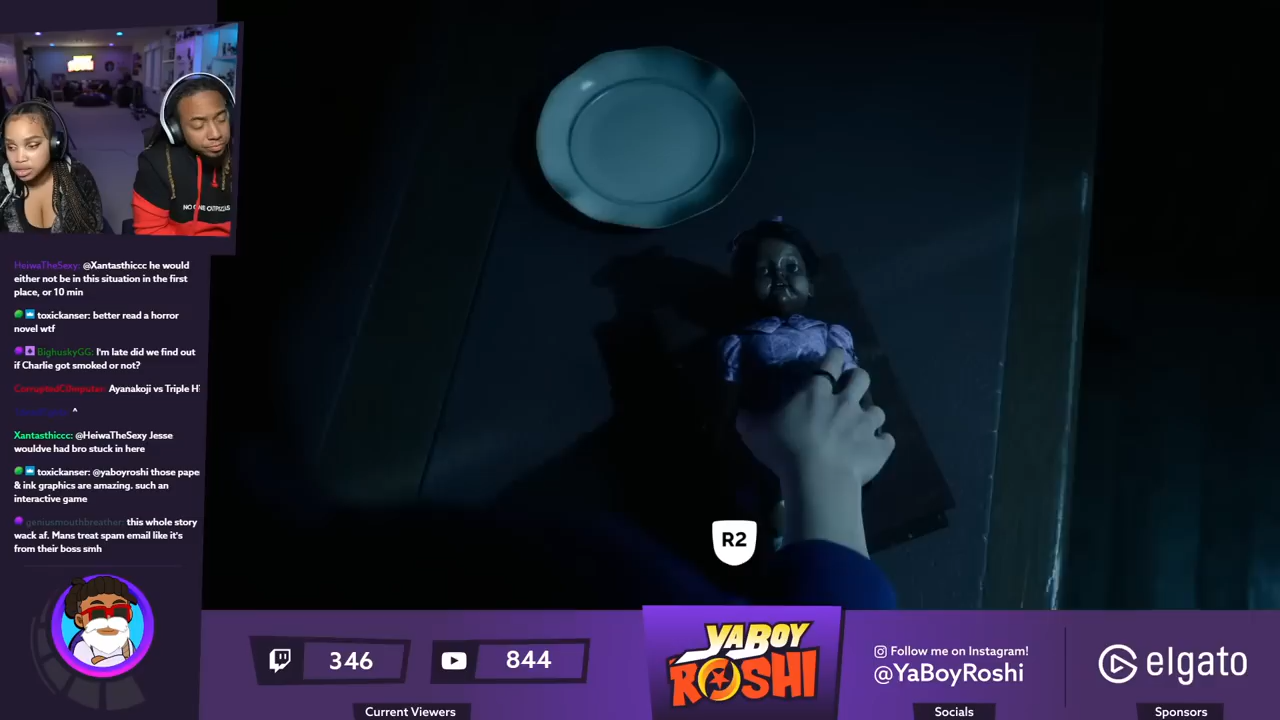 HeiwaTheSexy: @Xantasthiccc he would
either not be in this situation in the first
place, or 10 min
toxickanser: better read a horror
novel wtf
BighuskyGG: I'm late did we find out
if Charlie got smoked or not?
Ayanakoji vs Triple H
^
Xantasthiccc: @HeiwaTheSexy Jesse
wouldve had bro stuck in here
toxickanser: @yaboyroshi those pape
& ink graphics are amazing. such an
interactive game
geniusmouthbreather: this whole story
wack af. Mans treat spam email like it's
from their boss smh
R2
346
844
Current Viewers
YABOY
ROSHI
Follow me on Instagram!
@YaBoyRoshi
Socials
elgato
Sponsors